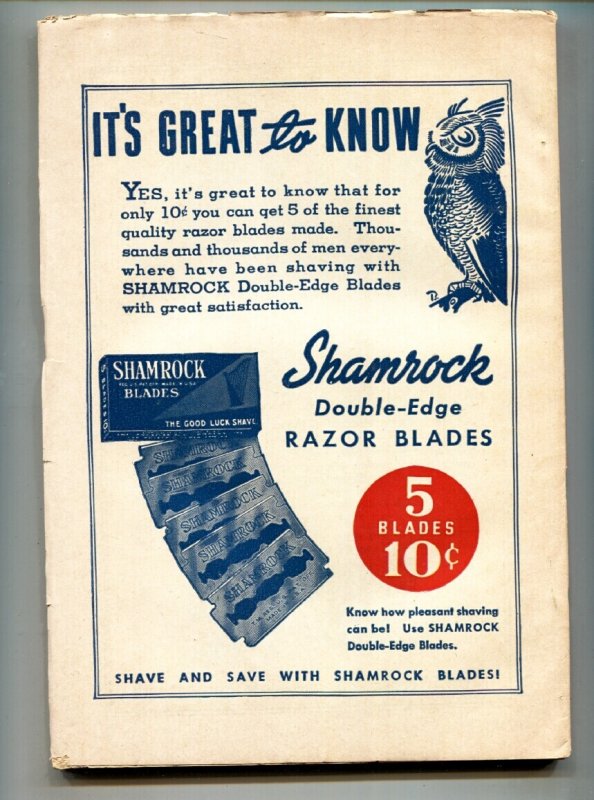 IT'S GREAT to KNOW
YES, it's great to know that for
only 10¢ you can get 5 of the finest
quality razor blades made. Thou-
sands and thousands of men every-
where have been shaving with
SHAMROCK Double-Edge Blades
with great satisfaction.
SHAMROCK
BLADES
THE GOOD LUCK SHAVE
SHAMROCK
SHAMROCK
SHAMROCK
SHAMROCK
SHAMROCK
Shamrock
Double-Edge
RAZOR BLADES
5
BLADES
10¢
Know how pleasant shaving
can be! Use SHAMROCK
Double-Edge Blades.
SHAVE AND SAVE WITH SHAMROCK BLADES!